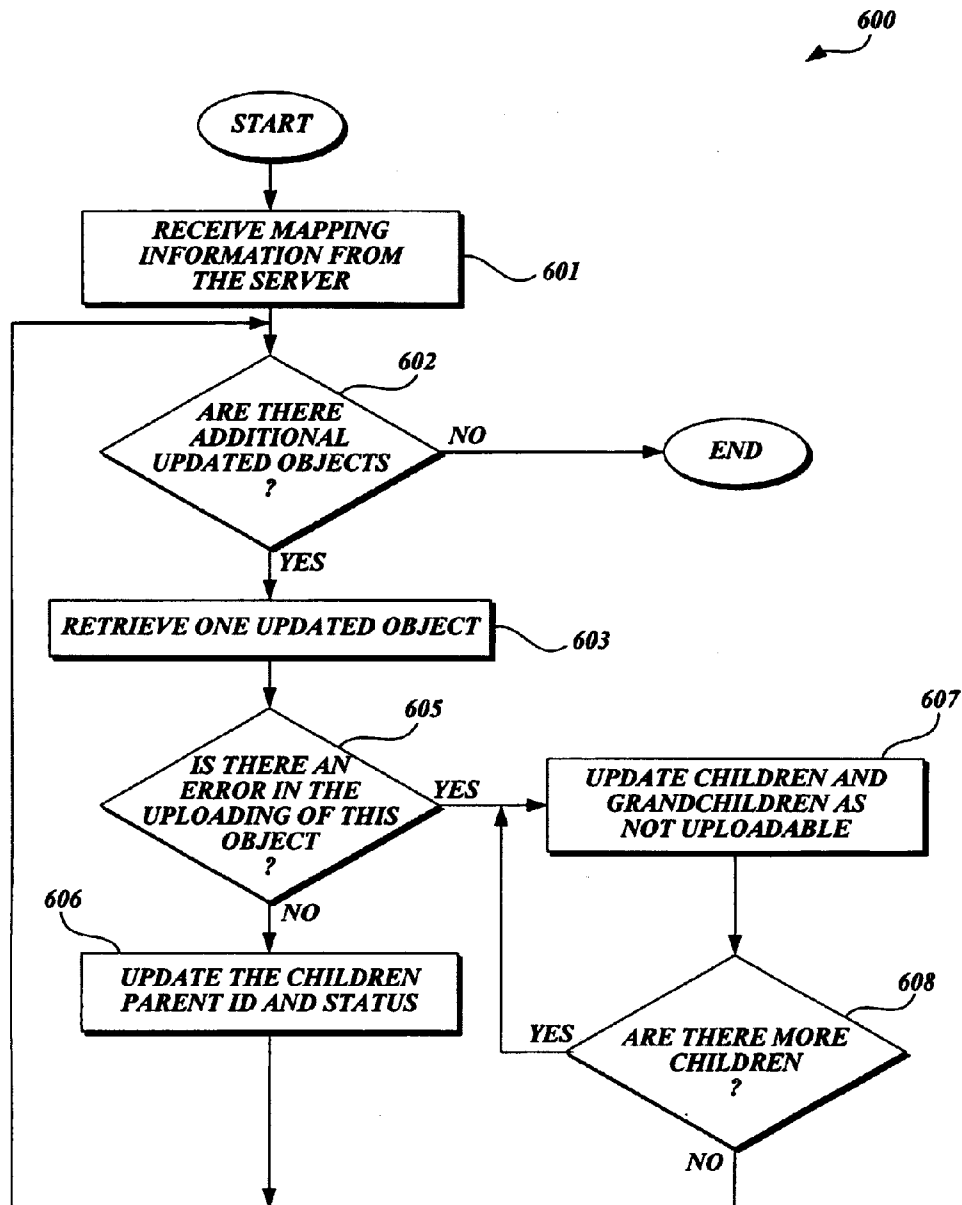 600
START
RECEIVE MAPPING
INFORMATION FROM
THE SERVER
601
602
ARE THERE
ADDITIONAL
UPDATED OBJECTS
?
NO
END
YES
RETRIEVE ONE UPDATED OBJECT
603
605
IS THERE AN
ERROR IN THE
UPLOADING OF THIS
OBJECT
?
YES
607
UPDATE CHILDREN AND
GRANDCHILDREN AS
NOT UPLOADABLE
NO
606
UPDATE THE CHILDREN
PARENT ID AND STATUS
608
YES
ARE THERE MORE
CHILDREN
?
NO